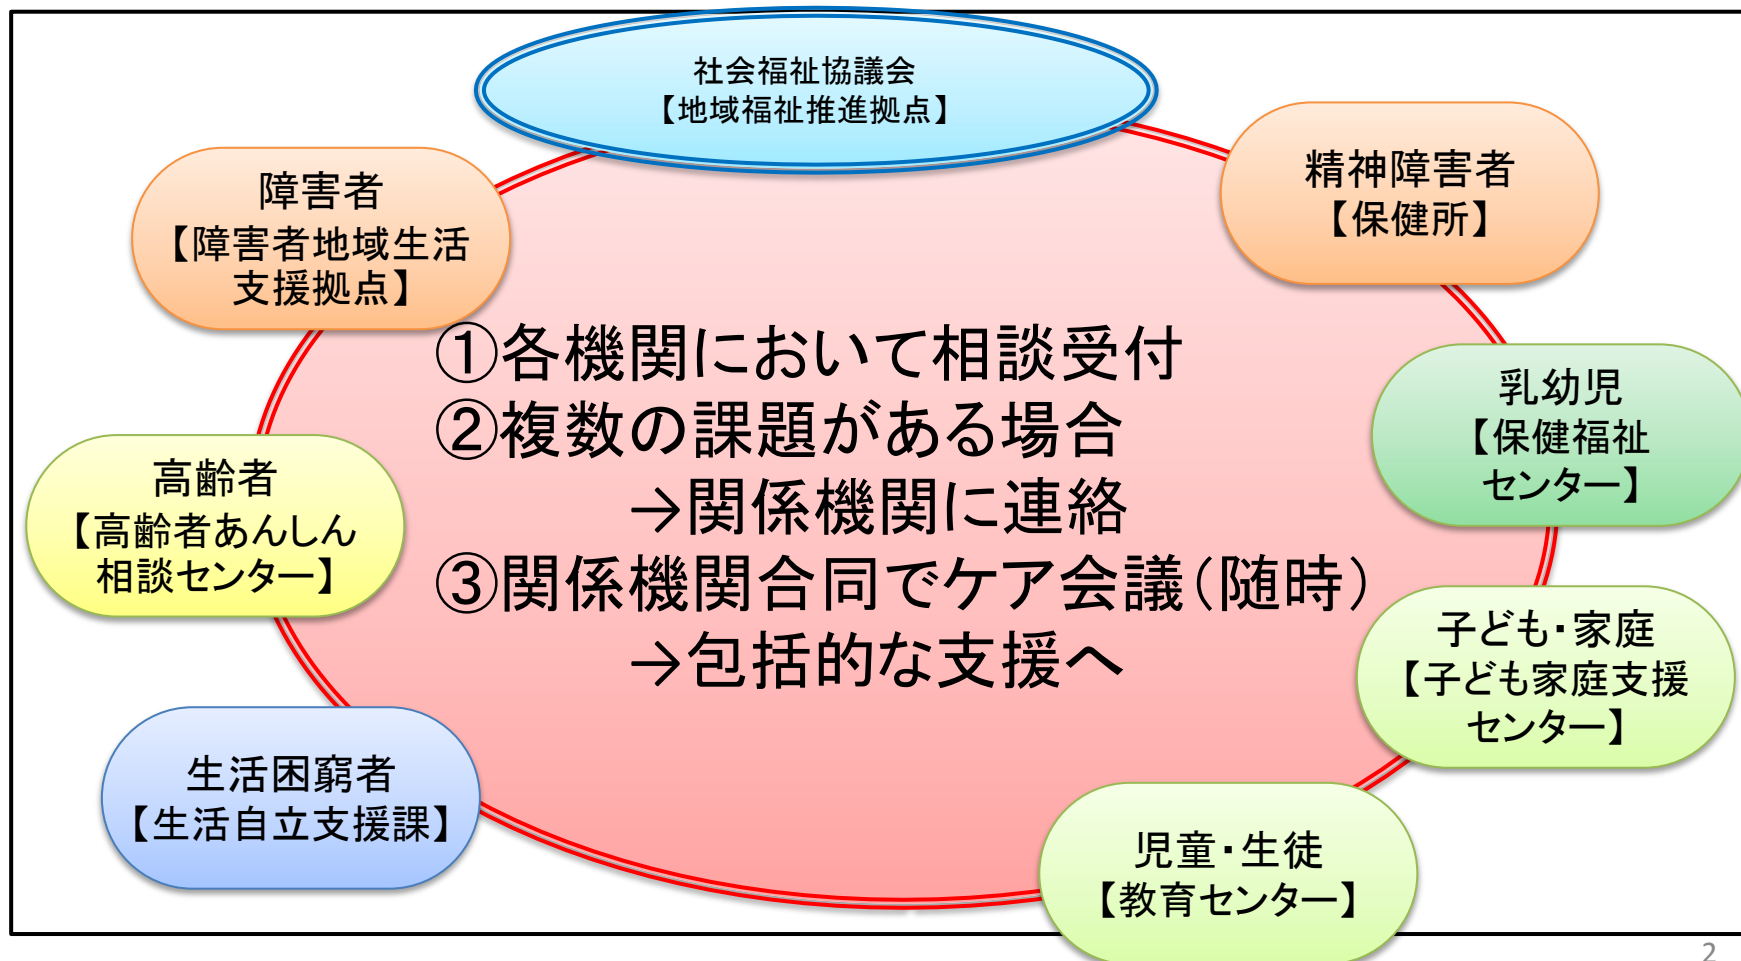 社会福祉協議会
【地域福祉推進拠点】
精神障害者
【保健所】
障害者
【障害者地域生活
支援拠点】
①各機関において相談受付
②複数の課題がある場合
→関係機関に連絡
③関係機関合同でケア会議(随時)
→包括的な支援へ
乳幼児
【保健福祉
センター】
高齢者
【高齢者あんしん
相談センター】
子ども・家庭
【子ども家庭支援
センター】
生活困窮者
【生活自立支援課】
児童・生徒
【教育センター】
2